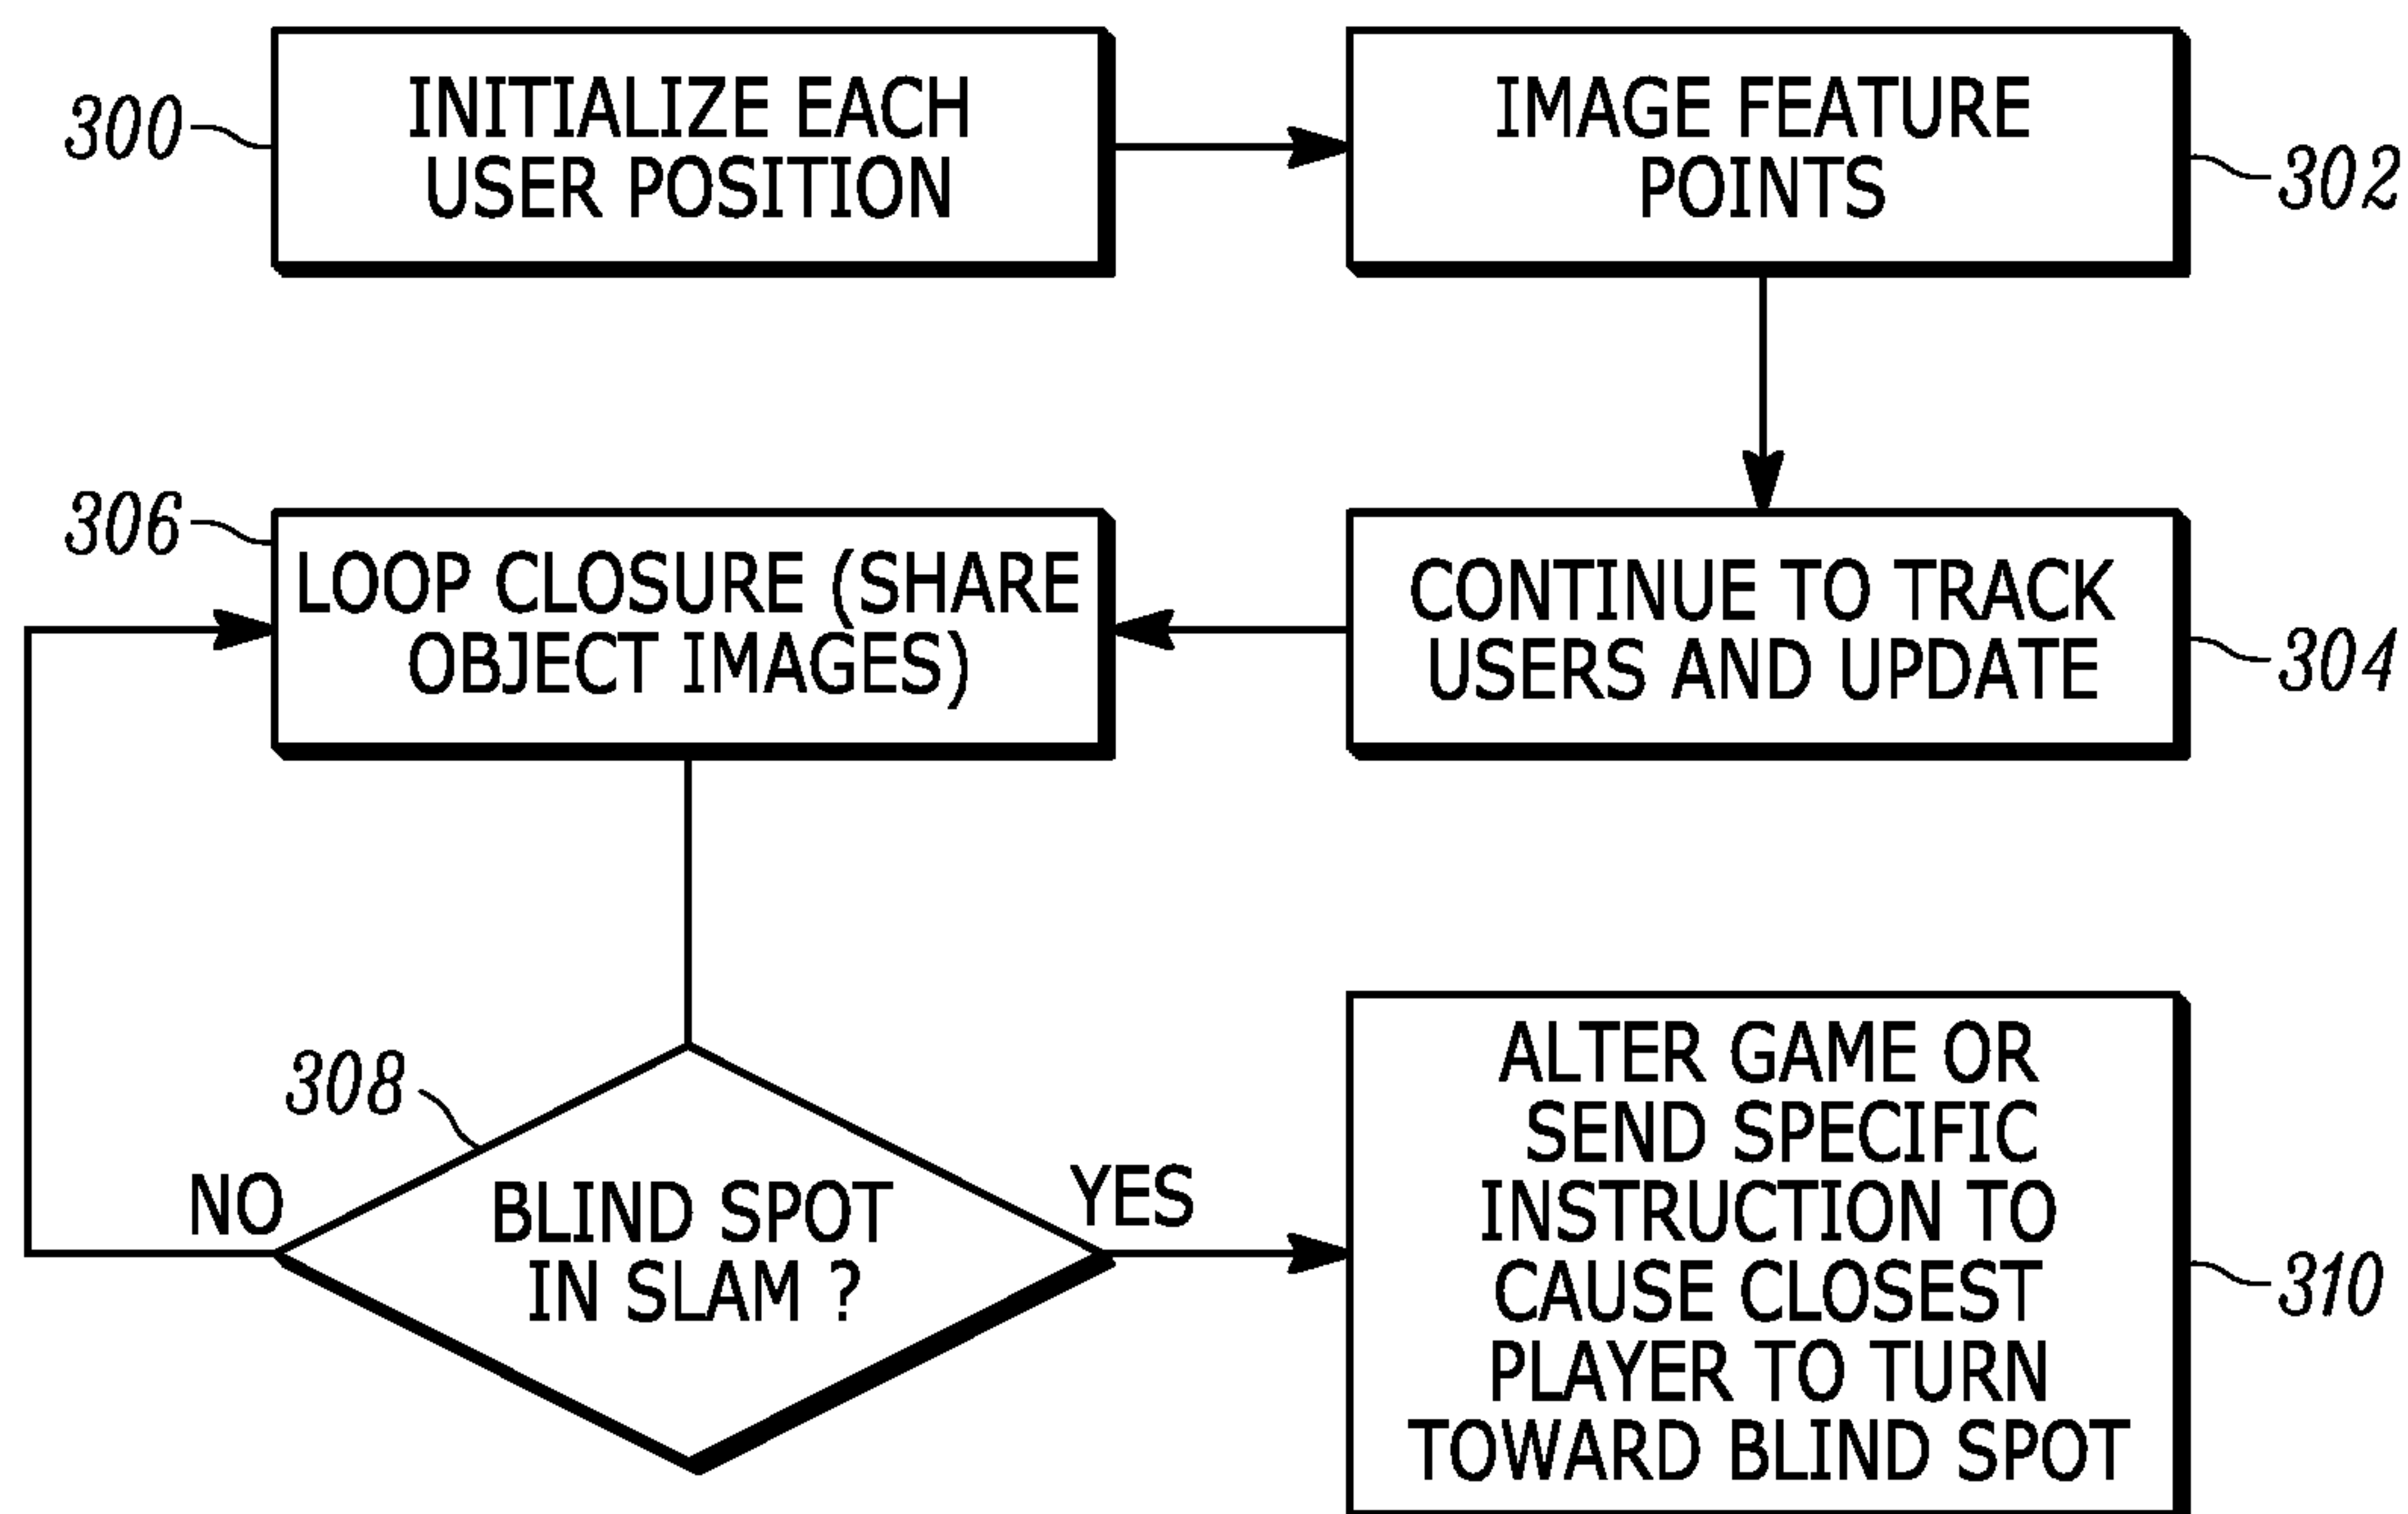 300
INITIALIZE EACH
USER POSITION
IMAGE FEATURE
POINTS
302
306
LOOP CLOSURE (SHARE
OBJECT IMAGES)
CONTINUE TO TRACK
USERS AND UPDATE
304
308
NO
BLIND SPOT
IN SLAM ?
YES
ALTER GAME OR
SEND SPECIFIC
INSTRUCTION TO
CAUSE CLOSEST
PLAYER TO TURN
TOWARD BLIND SPOT
310